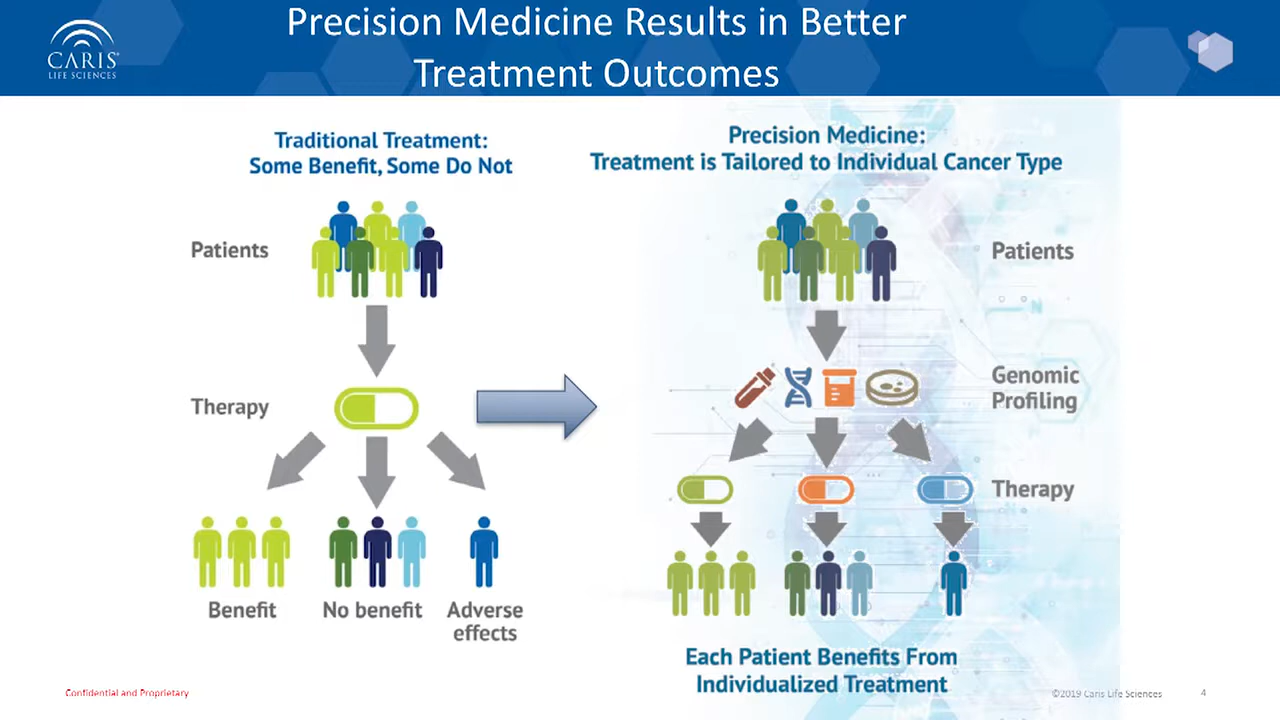 Precision Medicine Results in Better
Treatment Outcomes
CARIS
LIFE SCIENCES
Traditional Treatment:
Some Benefit, Some Do Not
Patients
Therapy
Benefit
No benefit
Adverse
effects
Precision Medicine:
Treatment is Tailored to Individual Cancer Type
Patients
Genomic
Profiling
Therapy
Each Patient Benefits From
Individualized Treatment
Confidential and Proprietary
©2019 Caris Life Sciences
4